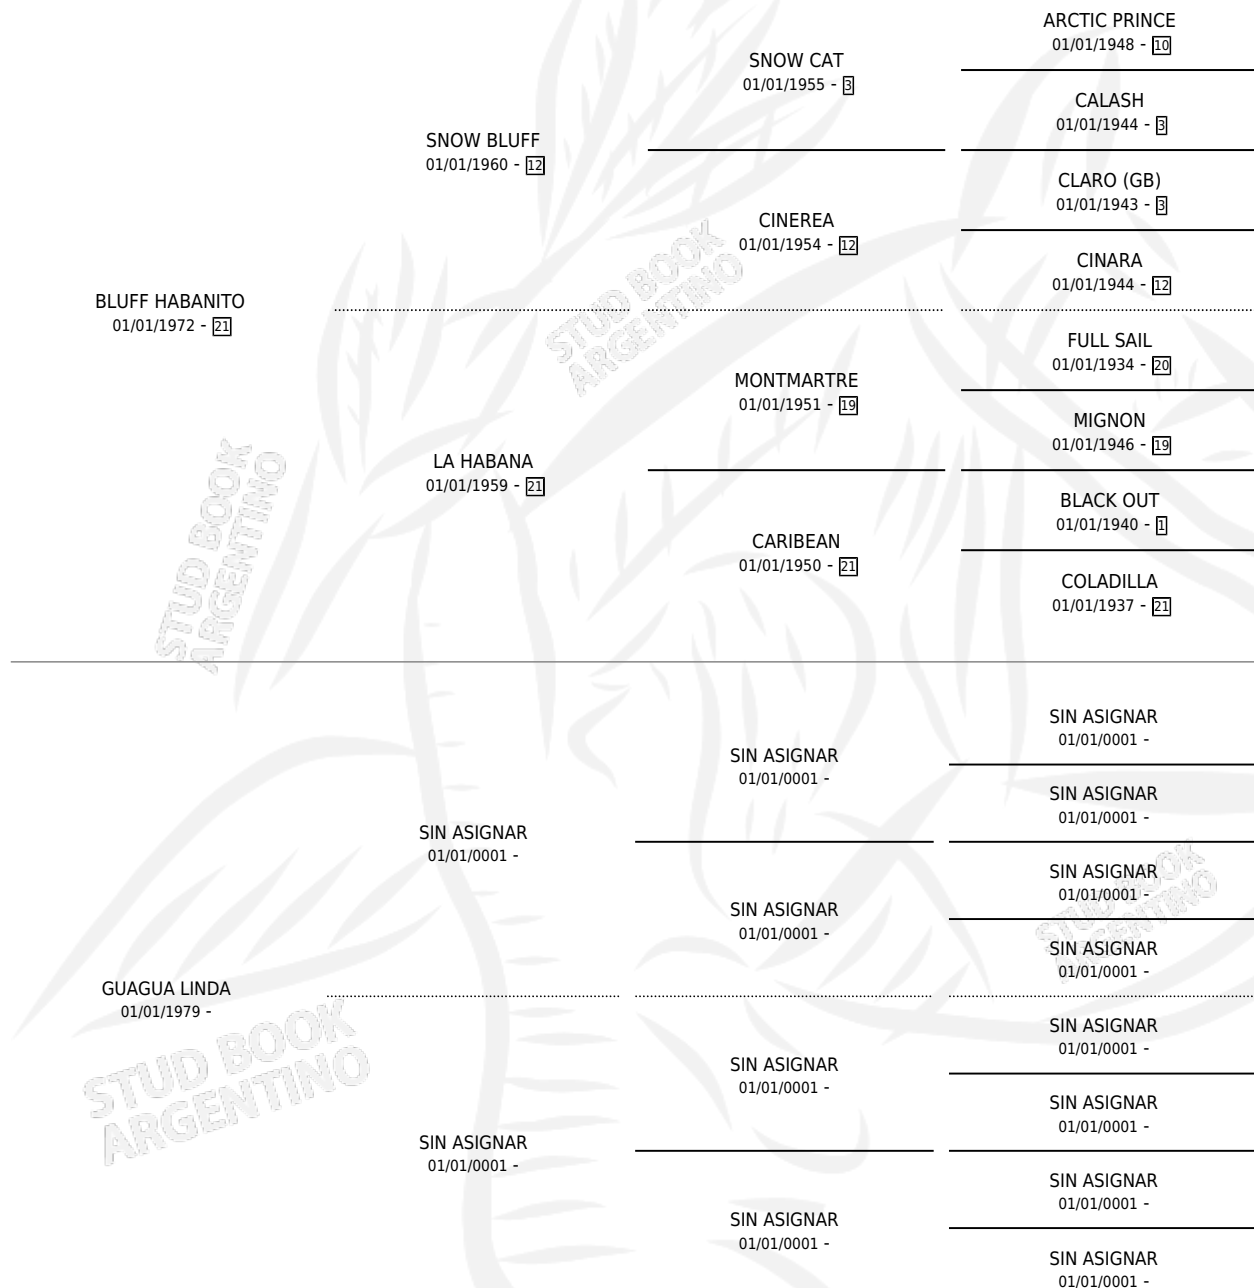 ARCTIC PRINCE
01/01/1948 - 10
SNOW CAT
01/01/1955 - 3
CALASH
01/01/1944 - 3
SNOW BLUFF
01/01/1960 - 12
CLARO (GB)
01/01/1943 - 3
CINEREA
01/01/1954 - 12
CINARA
01/01/1944 - 12
BLUFF HABANITO
01/01/1972 - 21
FULL SAIL
01/01/1934 - 20
MONTMARTRE
01/01/1951 - 19
MIGNON
01/01/1946 - 19
LA HABANA
01/01/1959 - 21
BLACK OUT
01/01/1940 - 1
CARIBEAN
01/01/1950 - 21
COLADILLA
01/01/1937 - 21
STUD BOOK
ARGENTINO
STUD BOOK
ARGENTINO
SIN ASIGNAR
01/01/0001 -
SIN ASIGNAR
01/01/0001 -
SIN ASIGNAR
01/01/0001 -
SIN ASIGNAR
01/01/0001 -
SIN ASIGNAR
01/01/0001 -
SIN ASIGNAR
01/01/0001 -
SIN ASIGNAR
01/01/0001 -
GUAGUA LINDA
01/01/1979 -
SIN ASIGNAR
01/01/0001 -
SIN ASIGNAR
01/01/0001 -
SIN ASIGNAR
01/01/0001 -
SIN ASIGNAR
01/01/0001 -
SIN ASIGNAR
01/01/0001 -
SIN ASIGNAR
01/01/0001 -
SIN ASIGNAR
01/01/0001 -
STUD BOOK
ARGENTINO
STUD BOOK
ARGENTINO